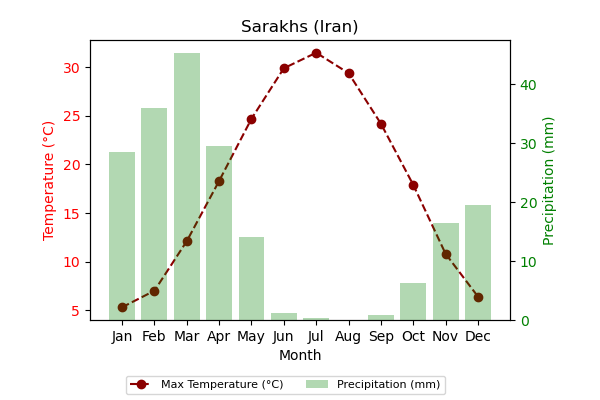 Sarakhs (Iran)
Temperature (°C)
30
25
20
15
10
5
40
30
20
10
0
Precipitation (mm)
Jan Feb Mar Apr May Jun Jul Aug Sep Oct Nov Dec
Month
Max Temperature (°C) Precipitation (mm)